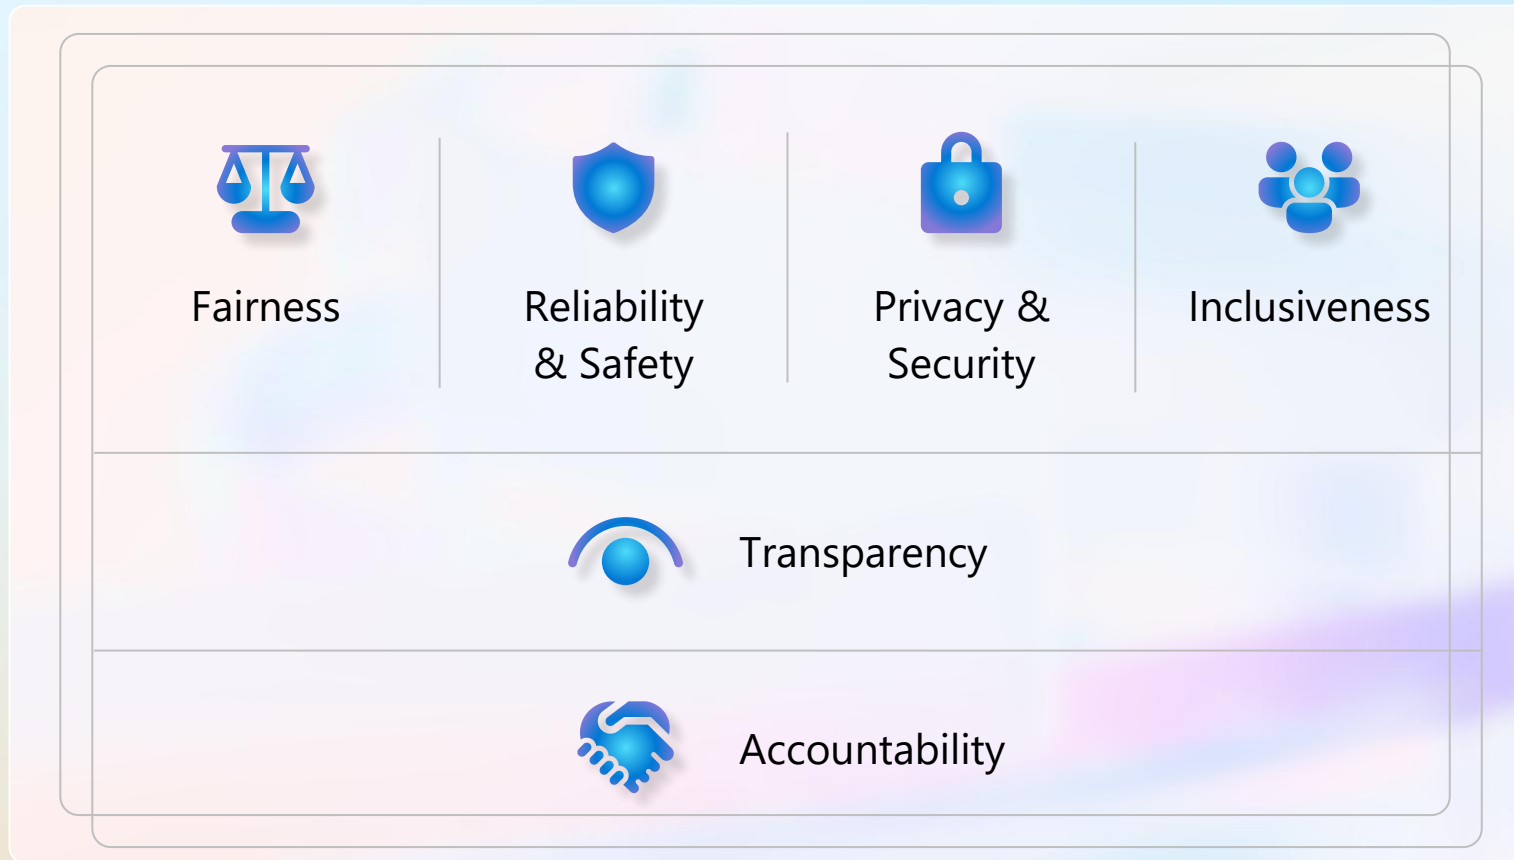 Fairness
Reliability
& Safety
Privacy &
Security
Inclusiveness
Transparency
Accountability